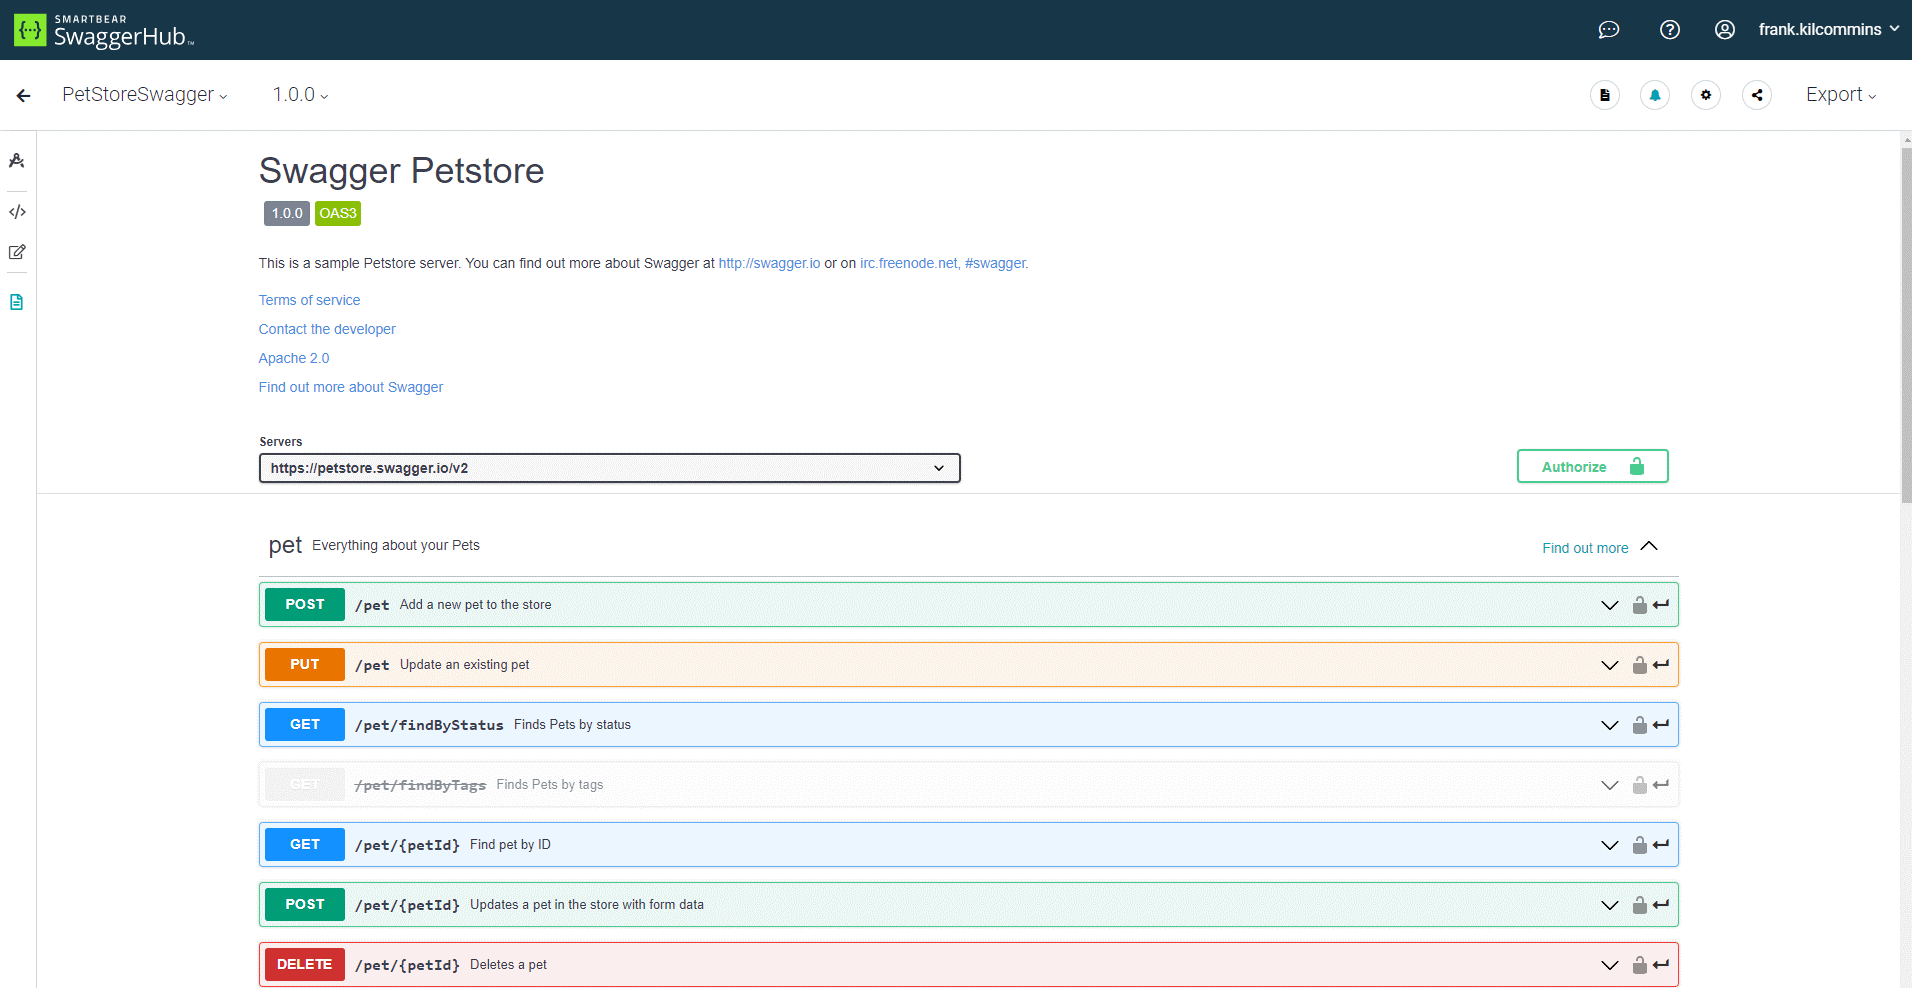 SMARTBEAR
SwaggerHub™
frank.kilcommins
PetStoreSwagger
1.0.0
Export
Swagger Petstore
1.0.0 OAS3
This is a sample Petstore server. You can find out more about Swagger at http://swagger.io or on irc.freenode.net, #swagger.
Terms of service
Contact the developer
Apache 2.0
Find out more about Swagger
Servers
https://petstore.swagger.io/v2
Authorize
pet Everything about your Pets
Find out more
POST /pet Add a new pet to the store
PUT /pet Update an existing pet
GET /pet/findByStatus Finds Pets by status
GET /pet/findByTags Finds Pets by tags
GET /pet/{petId} Find pet by ID
POST /pet/{petId} Updates a pet in the store with form data
DELETE /pet/{petId} Deletes a pet